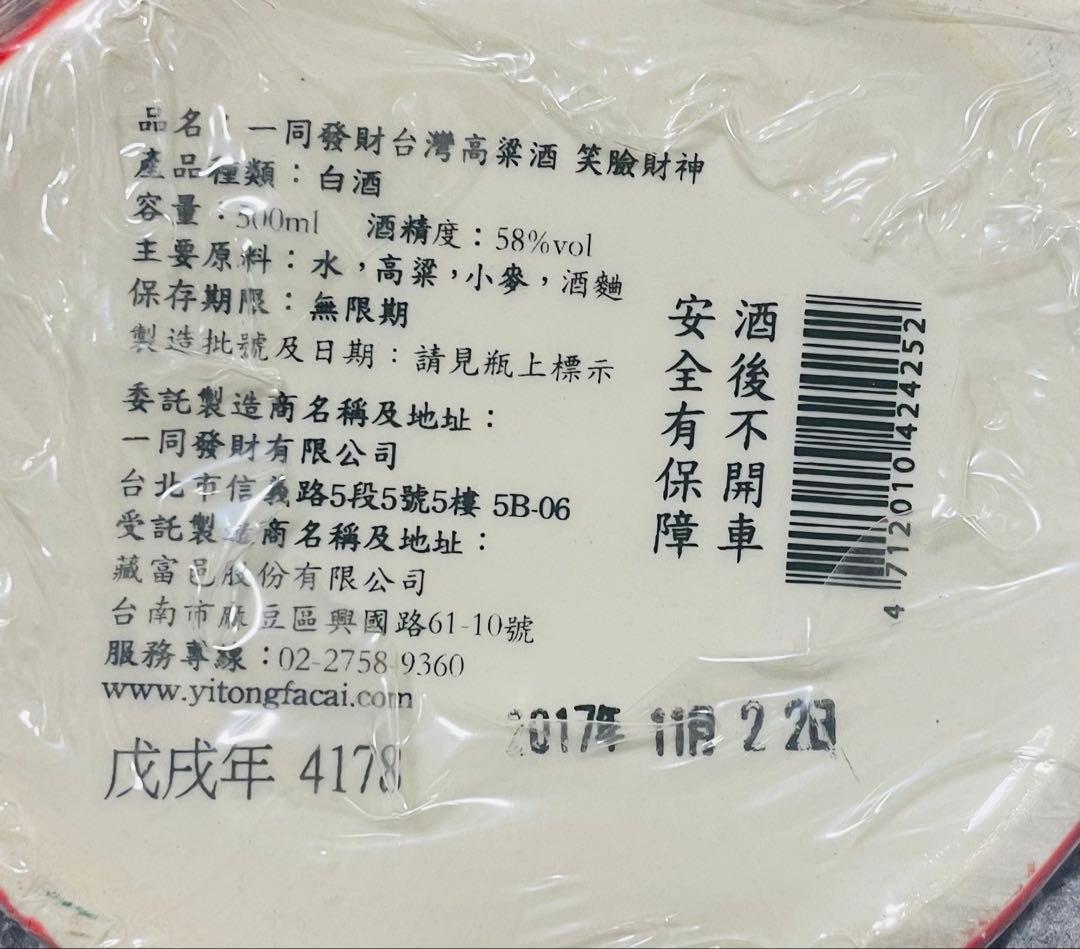 品名：一同發財台灣高粱酒 笑臉財神
產品種類：白酒
容量：500ml 酒精度：58%vol
主要原料：水，高粱，小麥，酒麯
保存期限：無限期
製造批號及日期：請見瓶上標示
委託製造商名稱及地址：
一同發財有限公司
台北市信義路5段5號5樓 5B-06
受託製造商名稱及地址：
藏富邑股份有限公司
台南市麻豆區興國路61-10號
服務專線：02-2758-9360
www.yitongfacai.com
戊戌年 4178
2017年 11月 22日
酒後不開車
安全有保障
4712010424252